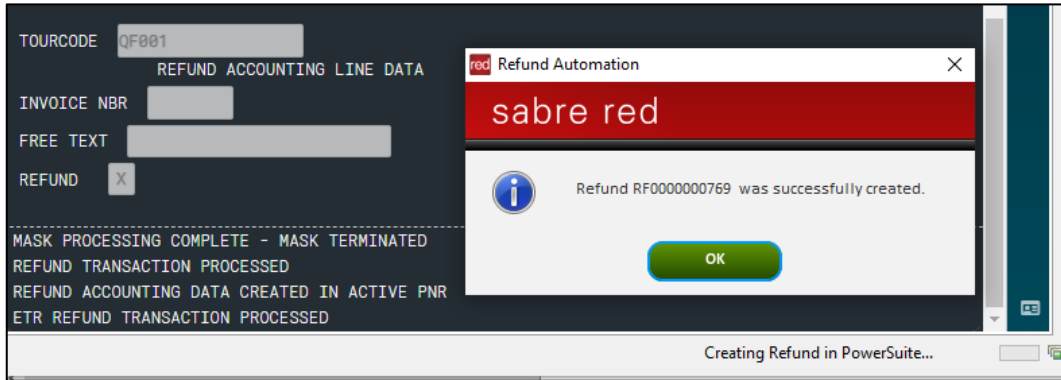 TOURCODE QF001
REFUND ACCOUNTING LINE DATA
INVOICE NBR
FREE TEXT
REFUND X
MASK PROCESSING COMPLETE - MASK TERMINATED
REFUND TRANSACTION PROCESSED
REFUND ACCOUNTING DATA CREATED IN ACTIVE PNR
ETR REFUND TRANSACTION PROCESSED
red Refund Automation
sabre red
Refund RF0000000769 was successfully created.
OK
Creating Refund in PowerSuite...